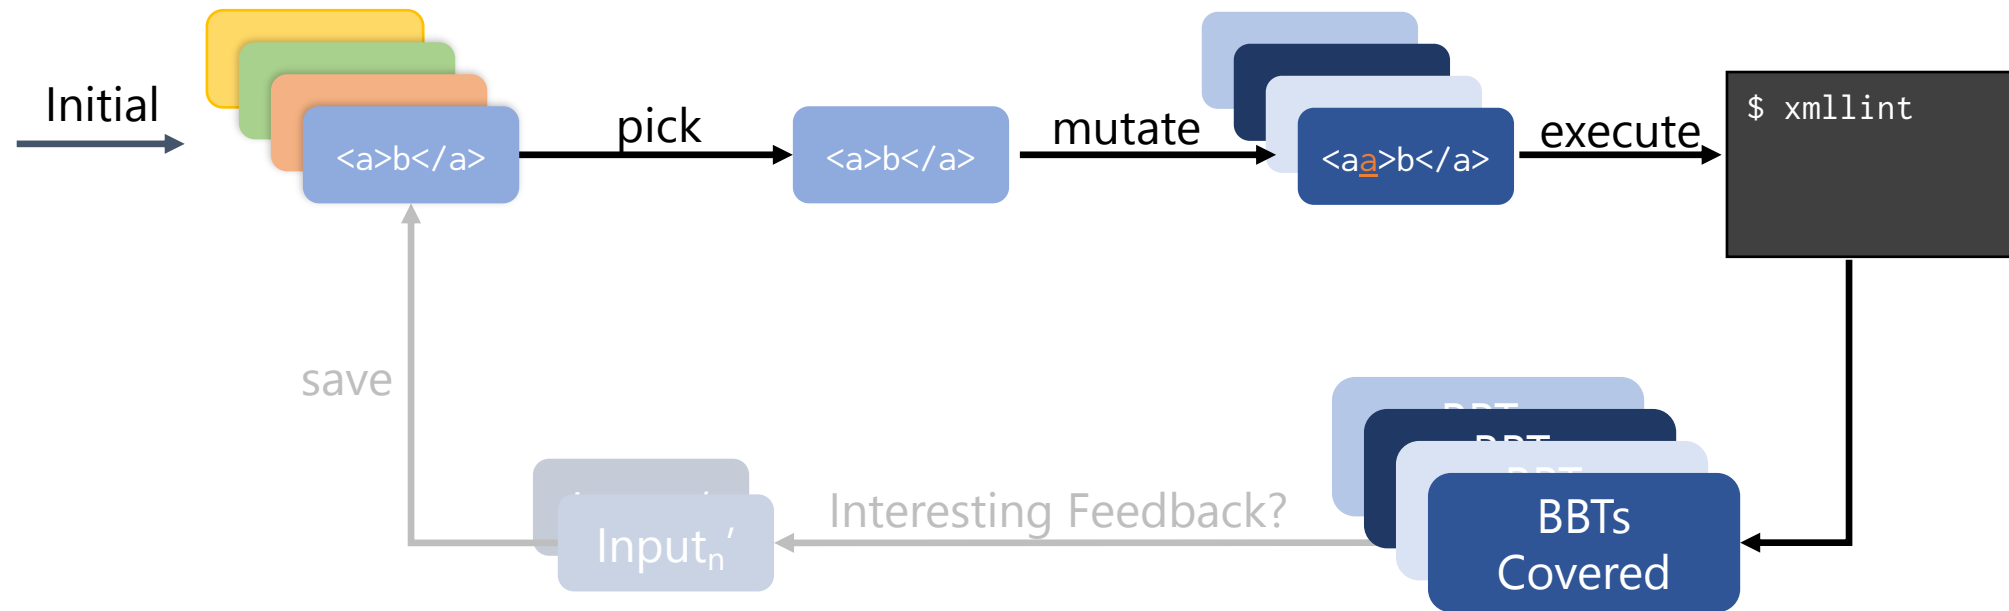 Initial
<a>b</a>
pick
<a>b</a>
mutate
<aa>b</a>
execute
$ xmllint
save
Inputn′
Interesting Feedback?
BBTs
Covered